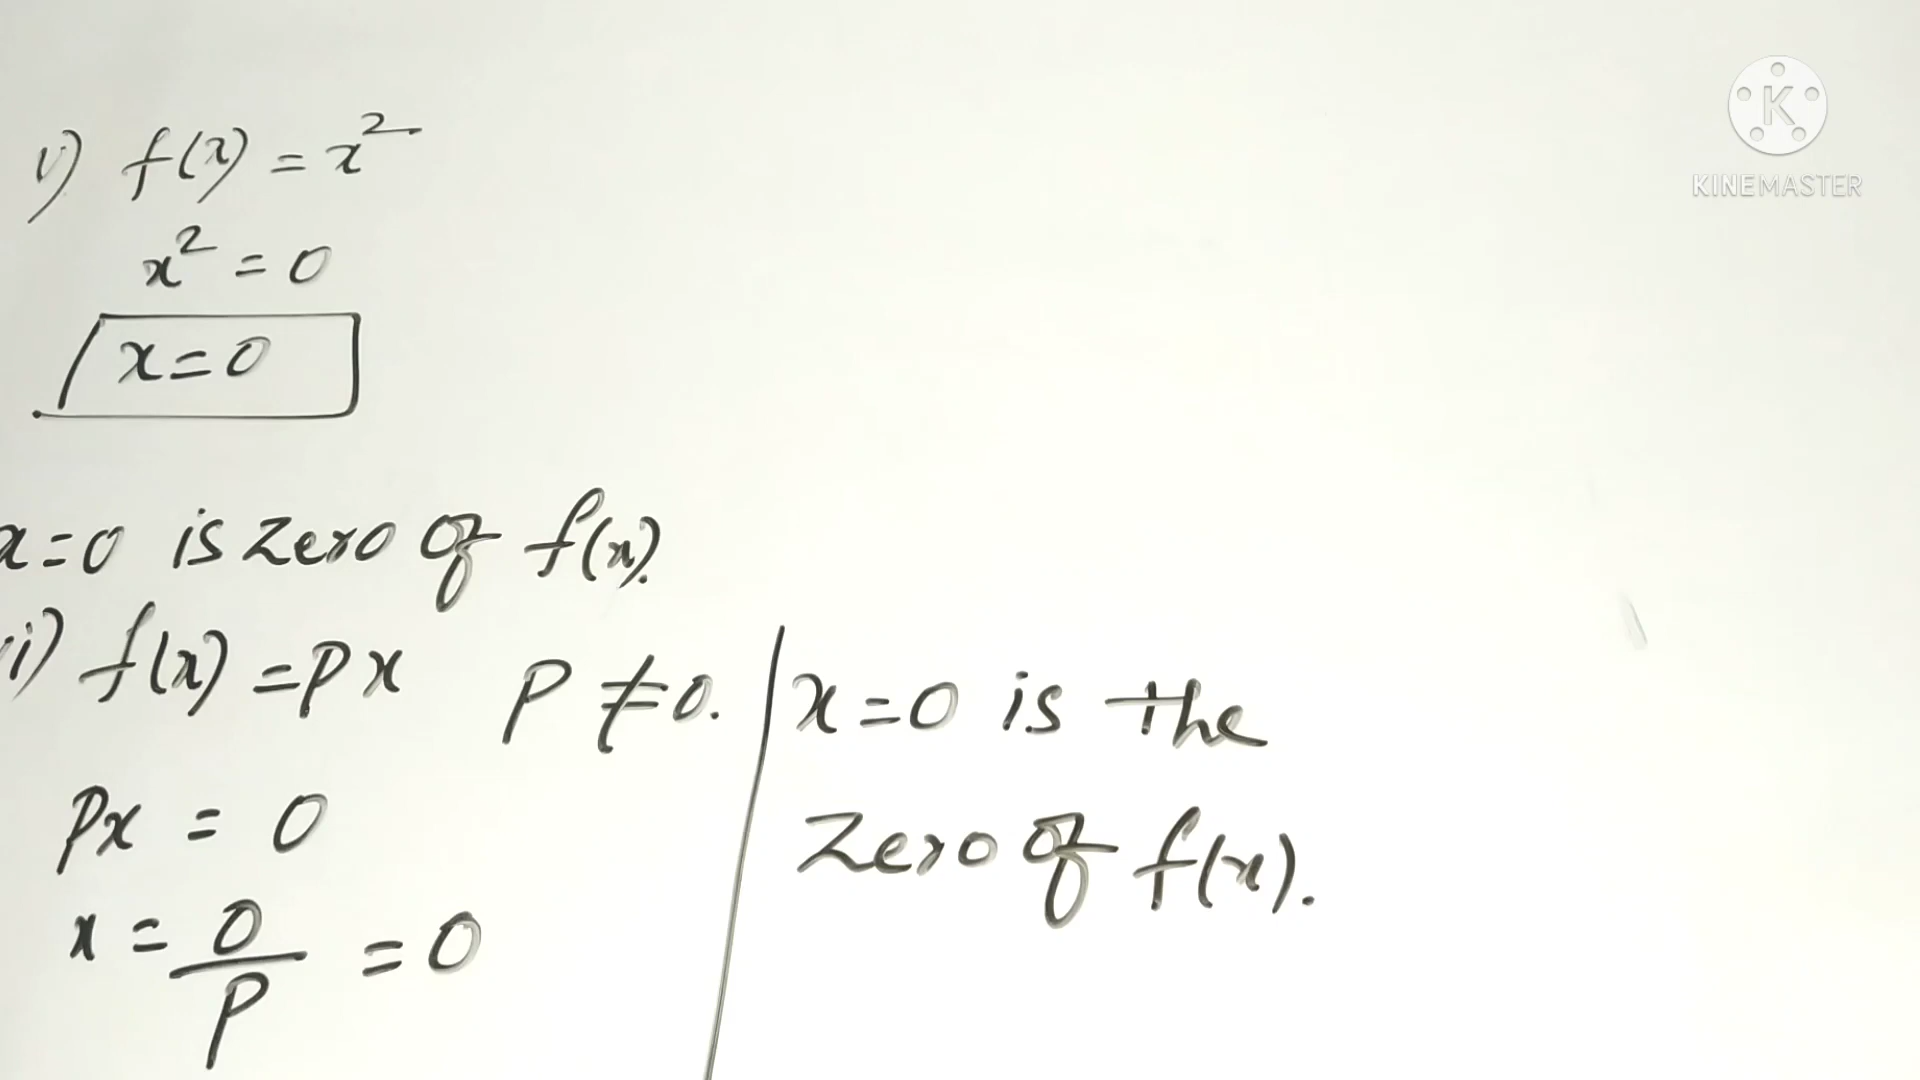 v) f(x) = x²
x² = 0
x = 0
x=0 is zero of f(x).
vi) f(x) = px p ≠ 0.
px = 0
x = 0/p = 0
x = 0 is the
zero of f(x).
KINEMASTER